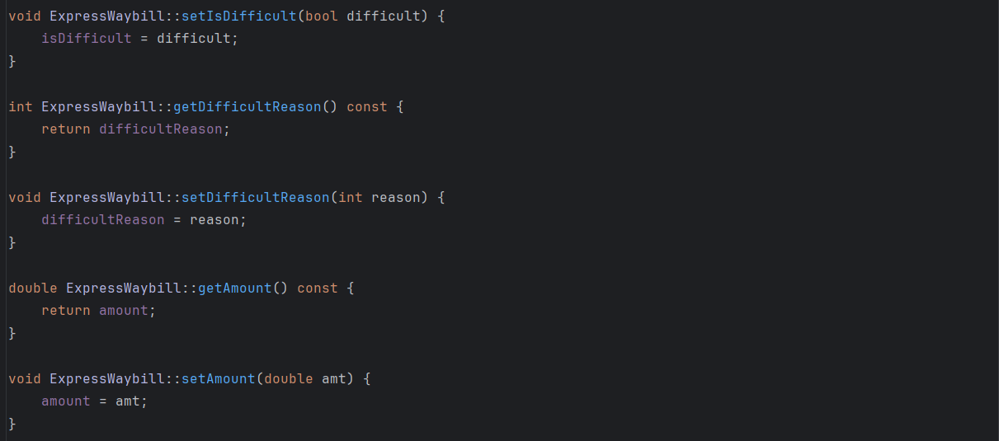 void ExpressWaybill::setIsDifficult(bool difficult) {
    isDifficult = difficult;
}

int ExpressWaybill::getDifficultReason() const {
    return difficultReason;
}

void ExpressWaybill::setDifficultReason(int reason) {
    difficultReason = reason;
}

double ExpressWaybill::getAmount() const {
    return amount;
}

void ExpressWaybill::setAmount(double amt) {
    amount = amt;
}